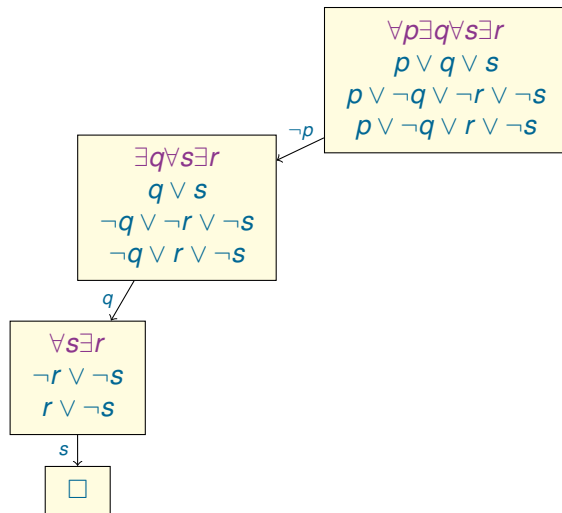 ∀p∃q∀s∃r
p ∨ q ∨ s
p ∨ ¬q ∨ ¬r ∨ ¬s
p ∨ ¬q ∨ r ∨ ¬s
¬p
∃q∀s∃r
q ∨ s
¬q ∨ ¬r ∨ ¬s
¬q ∨ r ∨ ¬s
q
∀s∃r
¬r ∨ ¬s
r ∨ ¬s
s
□